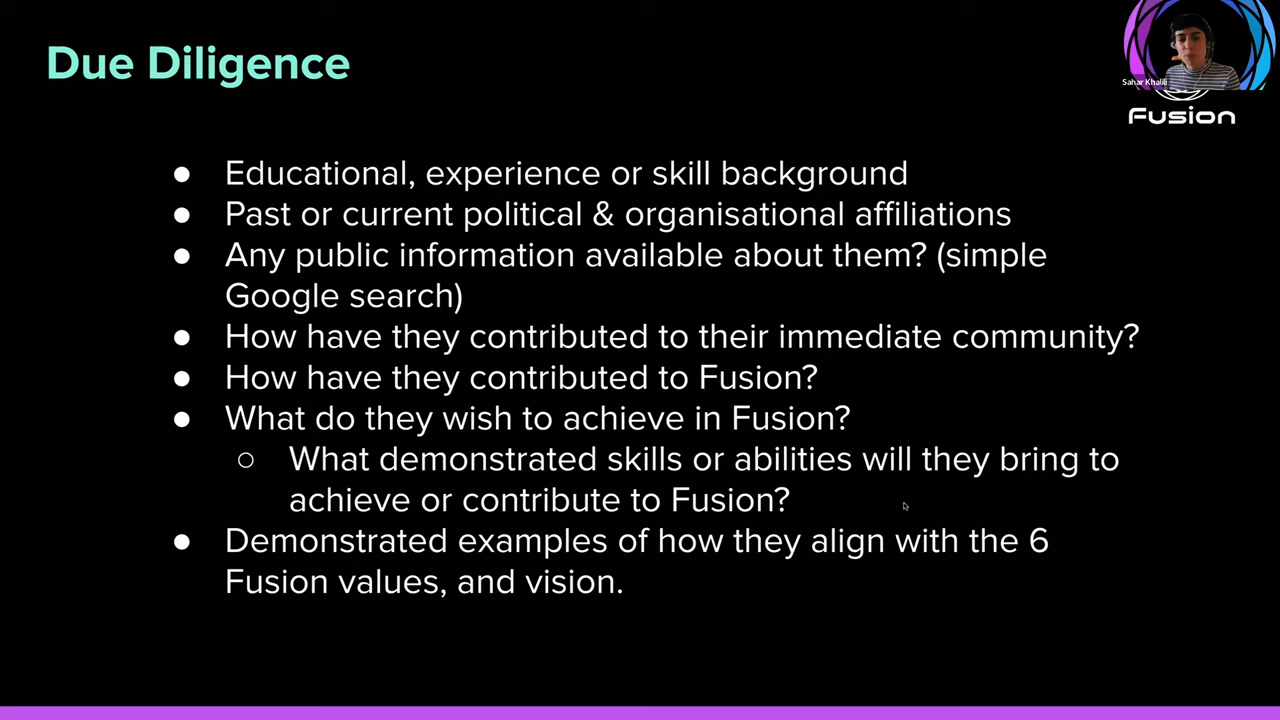 Due Diligence
Sahar Khalili
Fusion
● Educational, experience or skill background
● Past or current political & organisational affiliations
● Any public information available about them? (simple
Google search)
● How have they contributed to their immediate community?
● How have they contributed to Fusion?
● What do they wish to achieve in Fusion?
○ What demonstrated skills or abilities will they bring to
achieve or contribute to Fusion?
● Demonstrated examples of how they align with the 6
Fusion values, and vision.